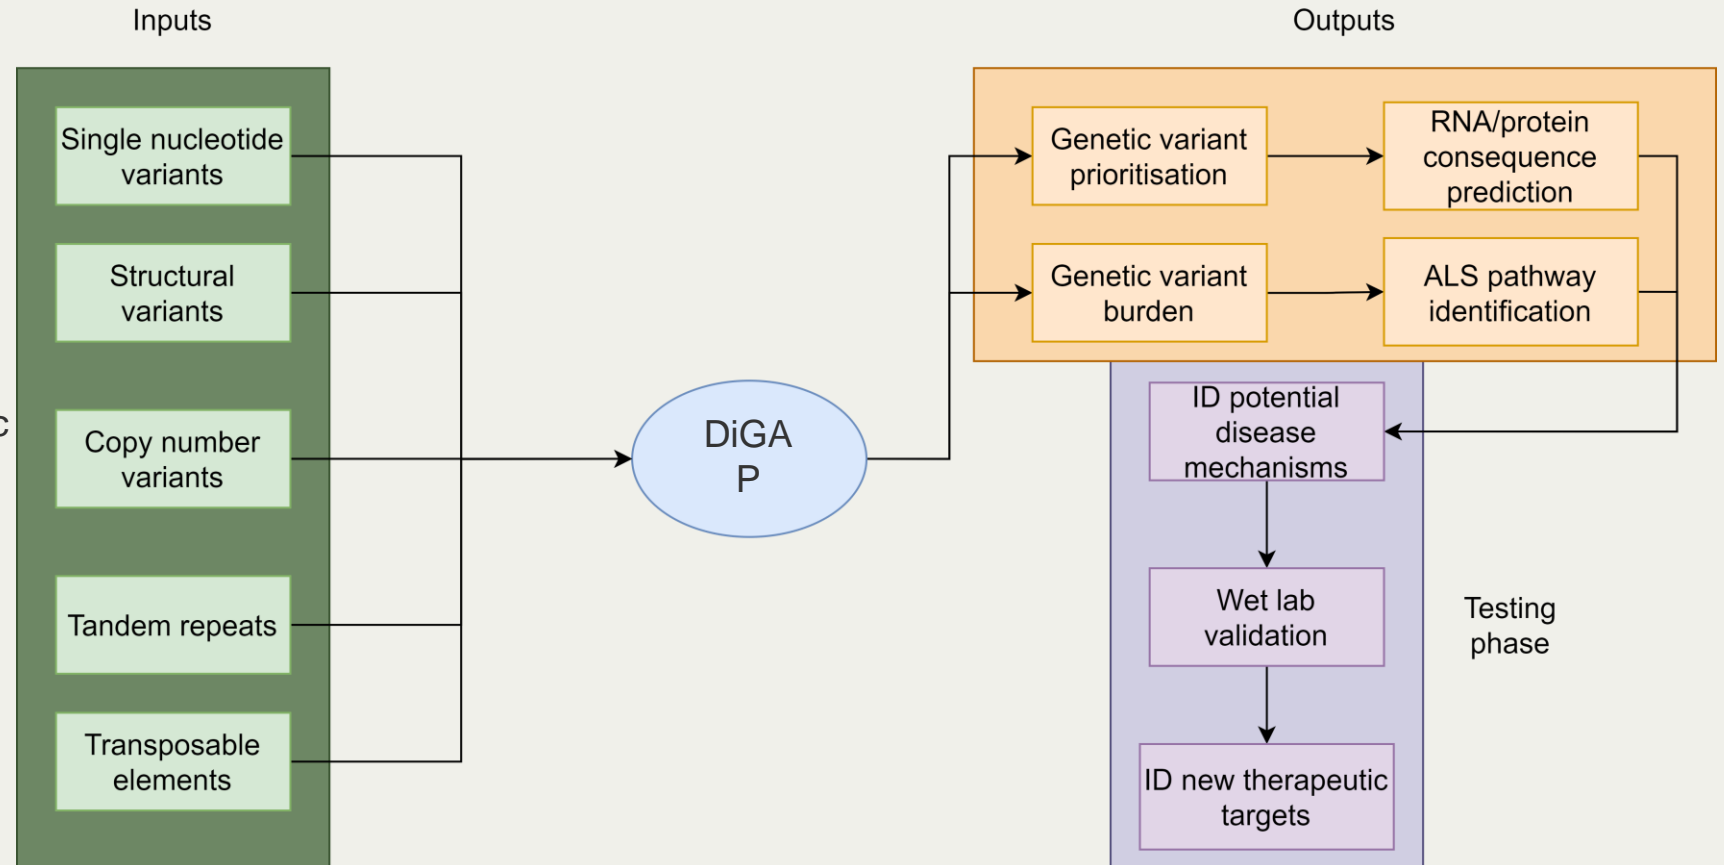 Inputs
Outputs
Single nucleotide
variants
Structural
variants
c
Copy number
variants
Tandem repeats
Transposable
elements
DiGA
P
Genetic variant
prioritisation
RNA/protein
consequence
prediction
Genetic variant
burden
ALS pathway
identification
ID potential
disease
mechanisms
Wet lab
validation
Testing
phase
ID new therapeutic
targets